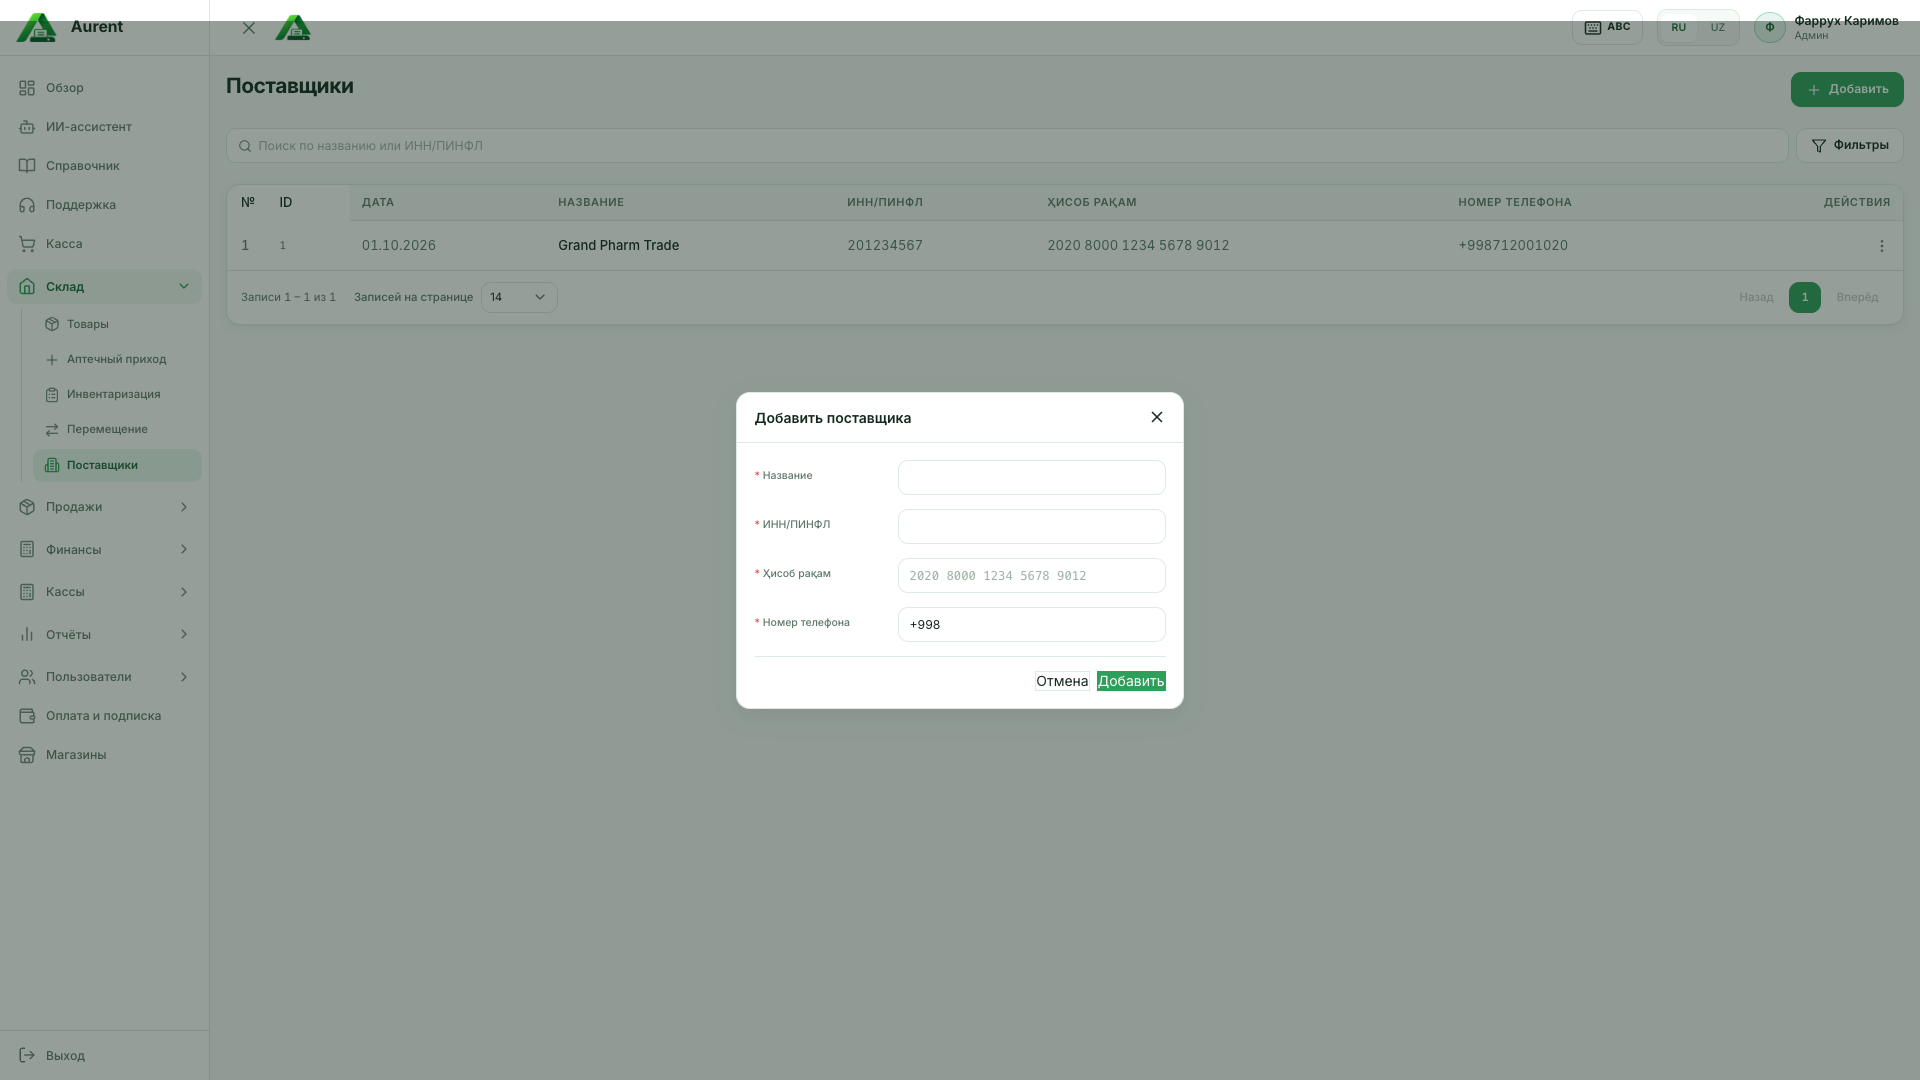 Aurent
ABC
RU UZ
Ф
Фаррух Каримов
Админ
Обзор
ИИ-ассистент
Справочник
Поддержка
Касса
Склад
Товары
Аптечный приход
Инвентаризация
Перемещение
Поставщики
Продажи
Финансы
Кассы
Отчёты
Пользователи
Оплата и подписка
Магазины
Выход
Поставщики
Добавить
Поиск по названию или ИНН/ПИНФЛ
Фильтры
№ ID ДАТА НАЗВАНИЕ ИНН/ПИНФЛ ҲИСОБ РАҚАМ НОМЕР ТЕЛЕФОНА ДЕЙСТВИЯ
1 1 01.10.2026 Grand Pharm Trade 201234567 2020 8000 1234 5678 9012 +998712001020
Записи 1 – 1 из 1 Записей на странице 14 Назад 1 Вперёд
Добавить поставщика
* Название
* ИНН/ПИНФЛ
* Ҳисоб рақам 2020 8000 1234 5678 9012
* Номер телефона +998
Отмена Добавить